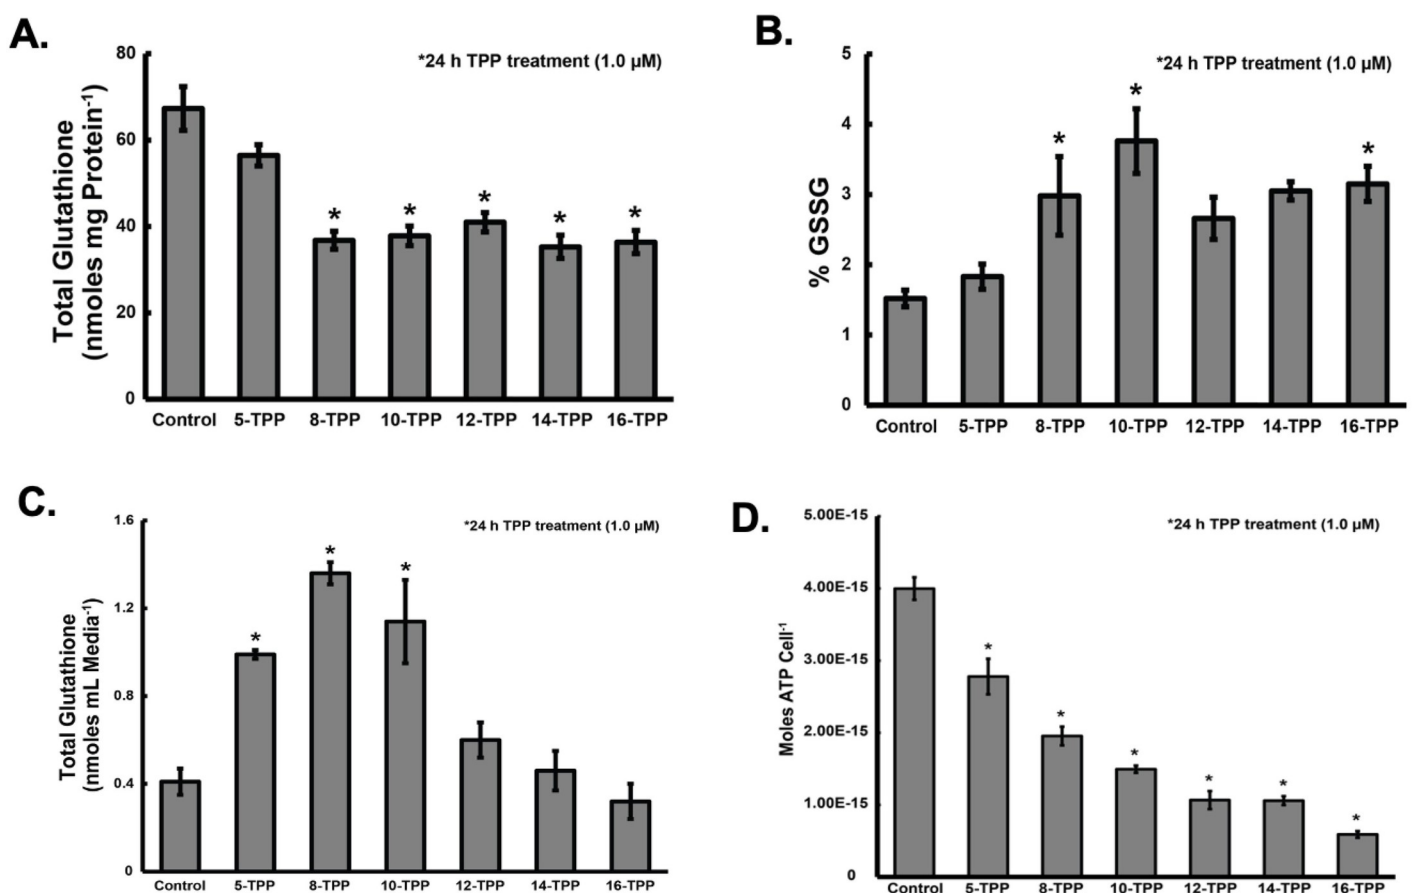 A.
*24 h TPP treatment (1.0 µM)
Total Glutathione
(nmoles mg Protein⁻¹)
80
60
40
20
0
* * * * *
Control 5-TPP 8-TPP 10-TPP 12-TPP 14-TPP 16-TPP
B.
*24 h TPP treatment (1.0 µM)
% GSSG
5
4
3
2
1
0
* * *
Control 5-TPP 8-TPP 10-TPP 12-TPP 14-TPP 16-TPP
C.
*24 h TPP treatment (1.0 µM)
Total Glutathione
(nmoles mL Media⁻¹)
1.6
1.2
0.8
0.4
0
* * *
Control 5-TPP 8-TPP 10-TPP 12-TPP 14-TPP 16-TPP
D.
*24 h TPP treatment (1.0 µM)
Moles ATP Cell⁻¹
5.00E-15
4.00E-15
3.00E-15
2.00E-15
1.00E-15
0
* * * * * *
Control 5-TPP 8-TPP 10-TPP 12-TPP 14-TPP 16-TPP